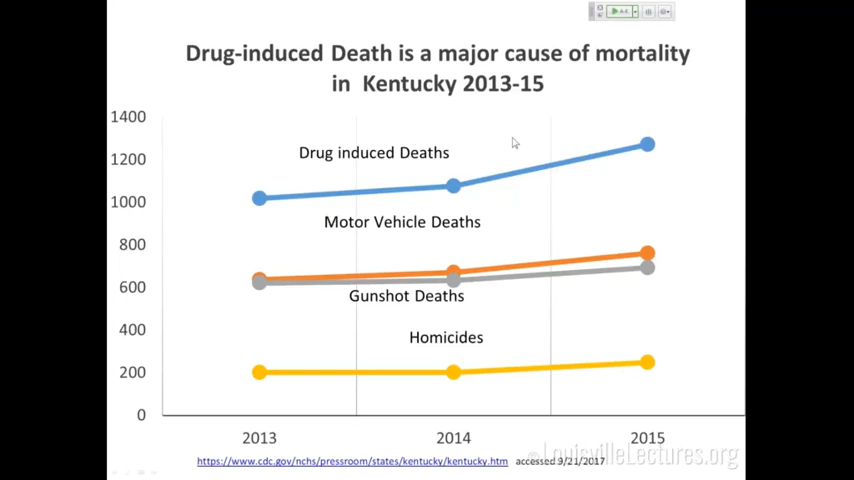 Drug-induced Death is a major cause of mortality
in Kentucky 2013-15
1400
1200
1000
800
600
400
200
0
Drug induced Deaths
Motor Vehicle Deaths
Gunshot Deaths
Homicides
2013 2014 2015
https://www.cdc.gov/nchs/pressroom/states/kentucky/kentucky.htm accessed 9/21/2017
LouisvilleLectures.org